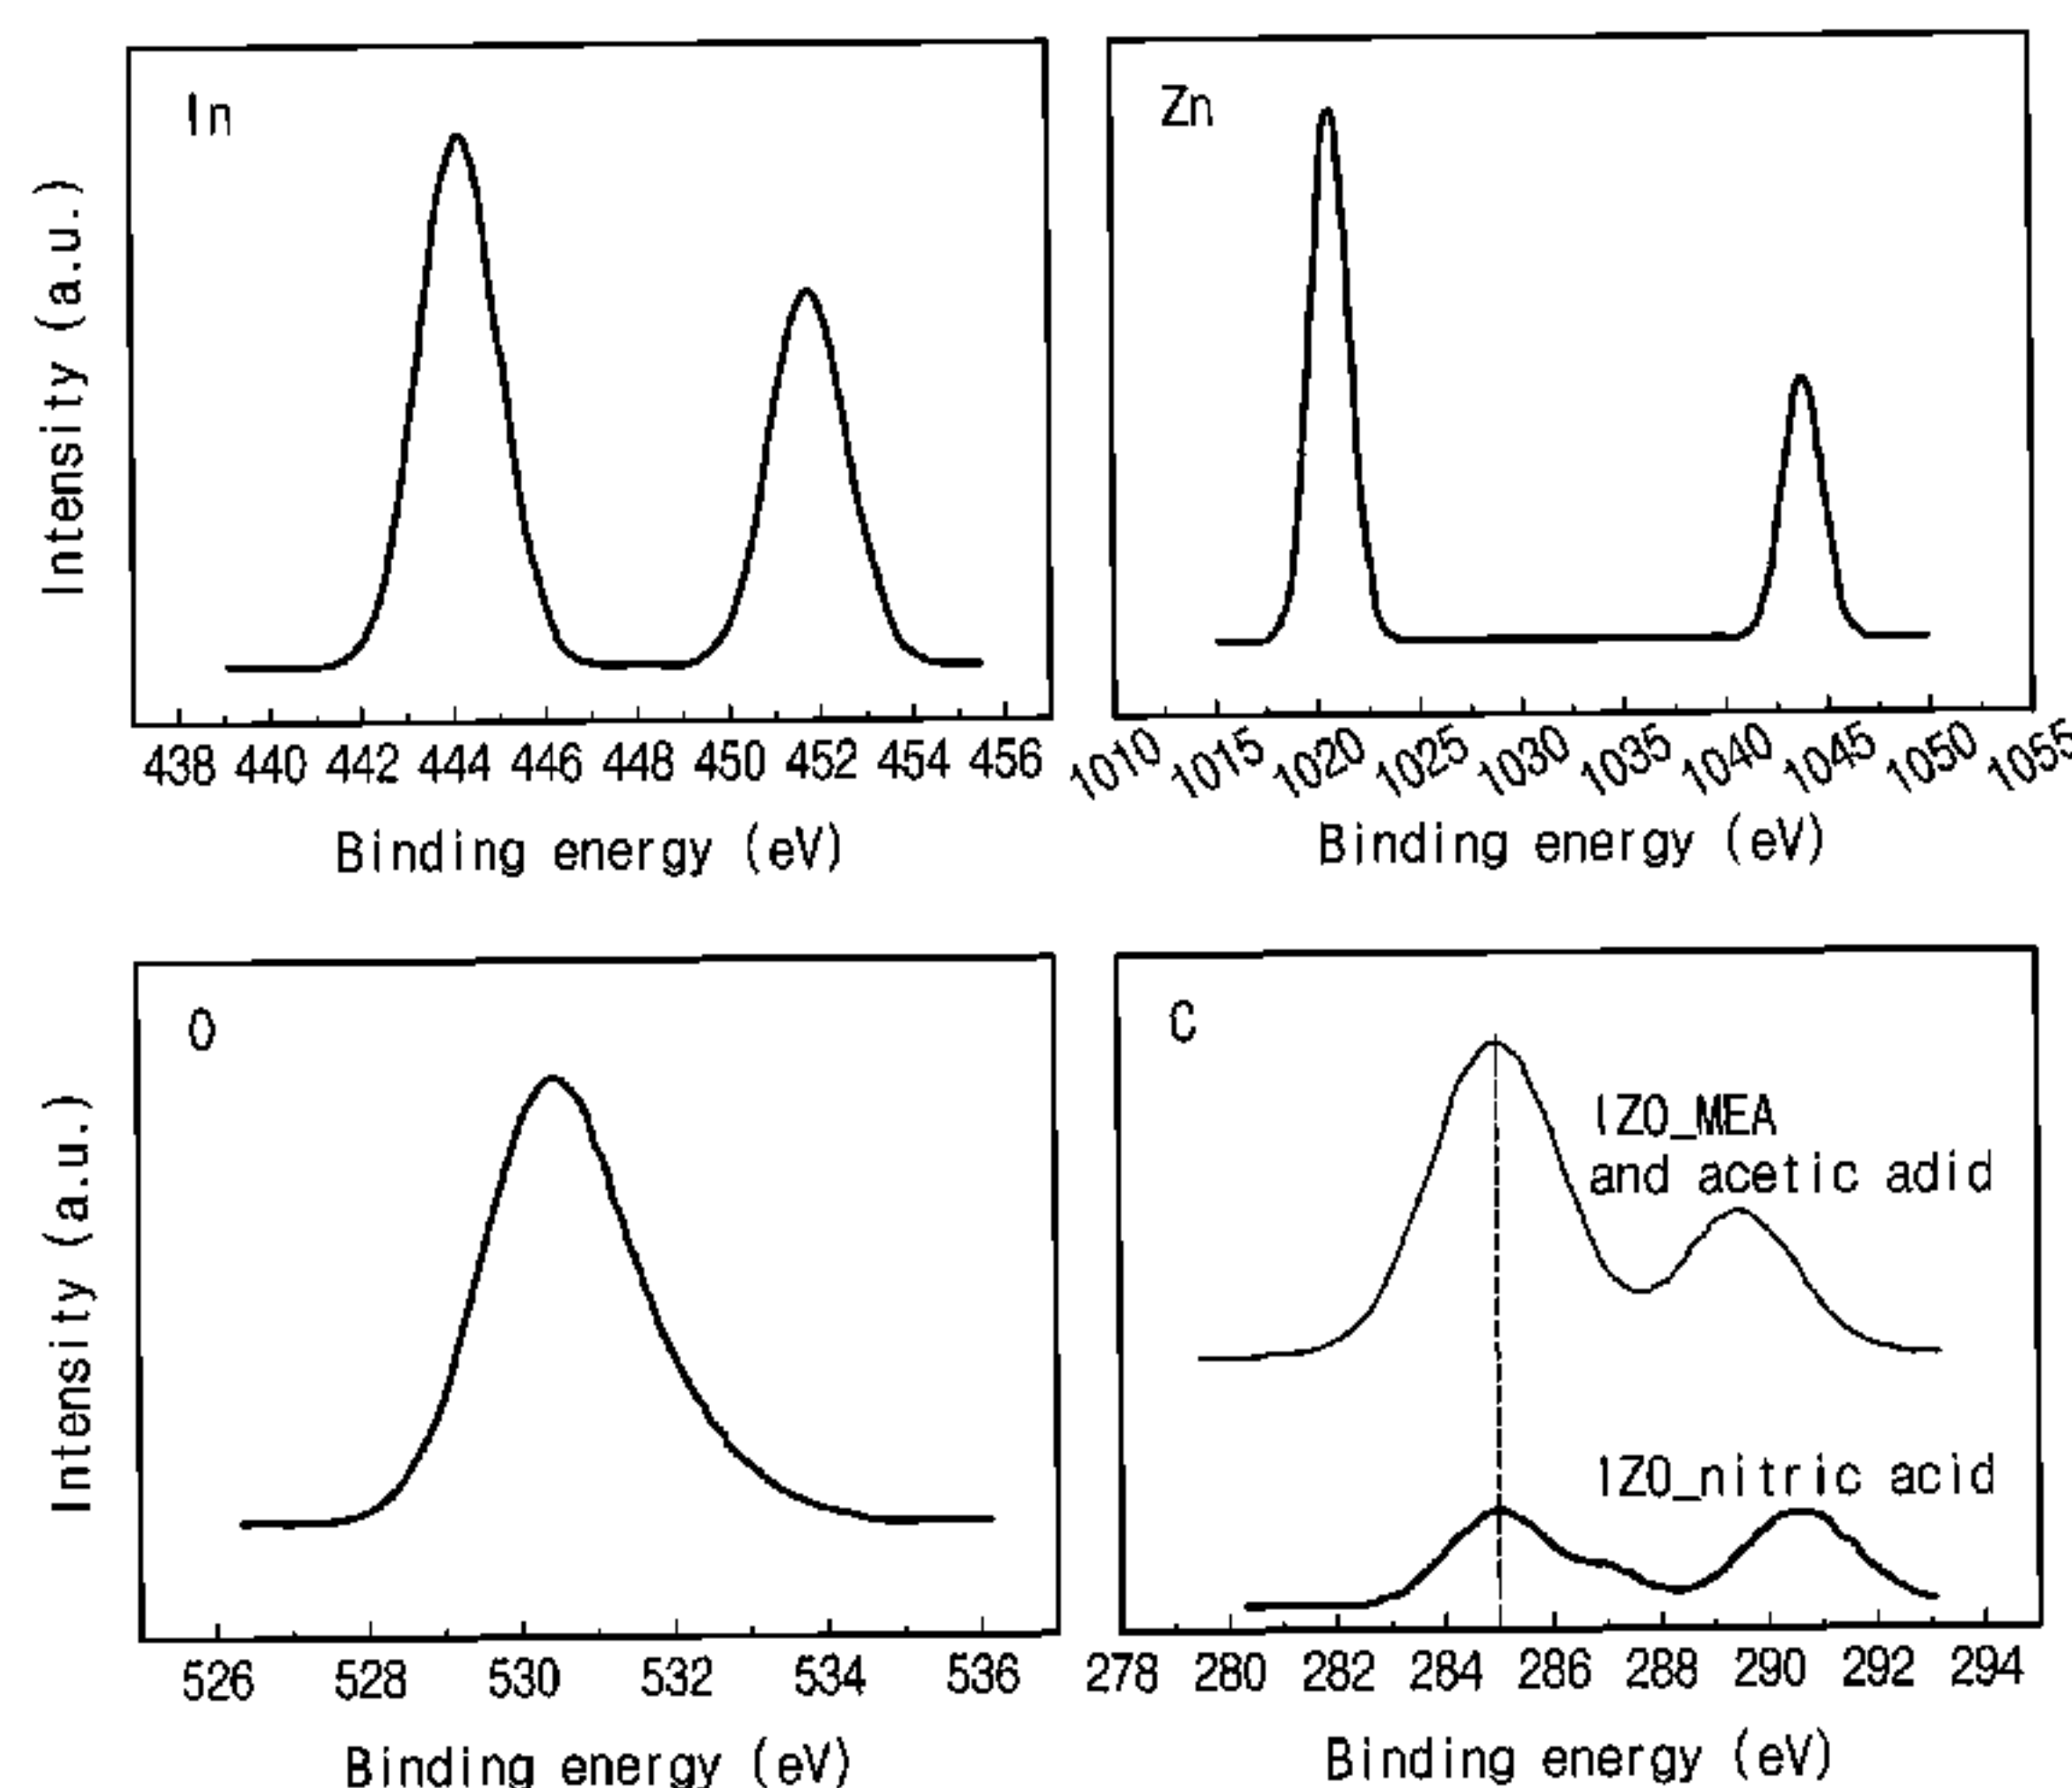 In
Intensity (a.u.)
438 440 442 444 446 448 450 452 454 456
Binding energy (eV)
Zn
1010 1015 1020 1025 1030 1035 1040 1045 1050 1055
Binding energy (eV)
O
Intensity (a.u.)
526 528 530 532 534 536
Binding energy (eV)
C
IZO_MEA
and acetic adid
IZO_nitric acid
278 280 282 284 286 288 290 292 294
Binding energy (eV)